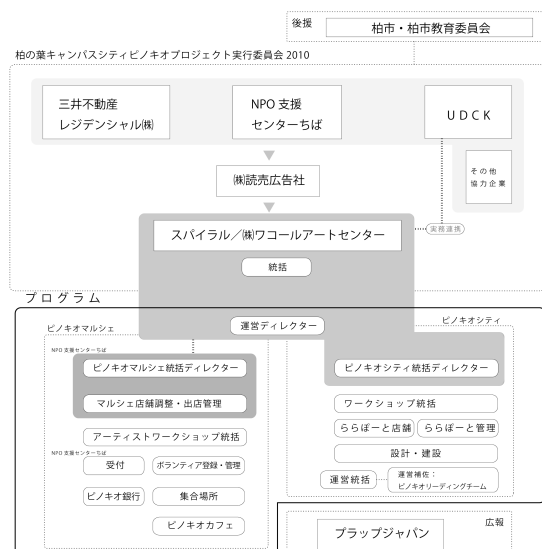 後援
柏市・柏市教育委員会
柏の葉キャンパスシティピノキオプロジェクト実行委員会 2010
三井不動産
レジデンシャル㈱
NPO 支援
センターちば
UDCK
その他
協力企業
㈱読売広告社
スパイラル／㈱ワコールアートセンター
実務連携
統括
プログラム
運営ディレクター
ピノキオマルシェ
NPO 支援センターちば
ピノキオマルシェ統括ディレクター
マルシェ店舗調整・出店管理
アーティストワークショップ統括
NPO 支援センターちば
受付
ボランティア登録・管理
ピノキオ銀行
集合場所
ピノキオカフェ
ピノキオシティ
ピノキオシティ統括ディレクター
ワークショップ統括
ららぽーと店舗
ららぽーと管理
設計・建設
運営統括
運営補佐：
ピノキオリーディングチーム
広報
プラップジャパン